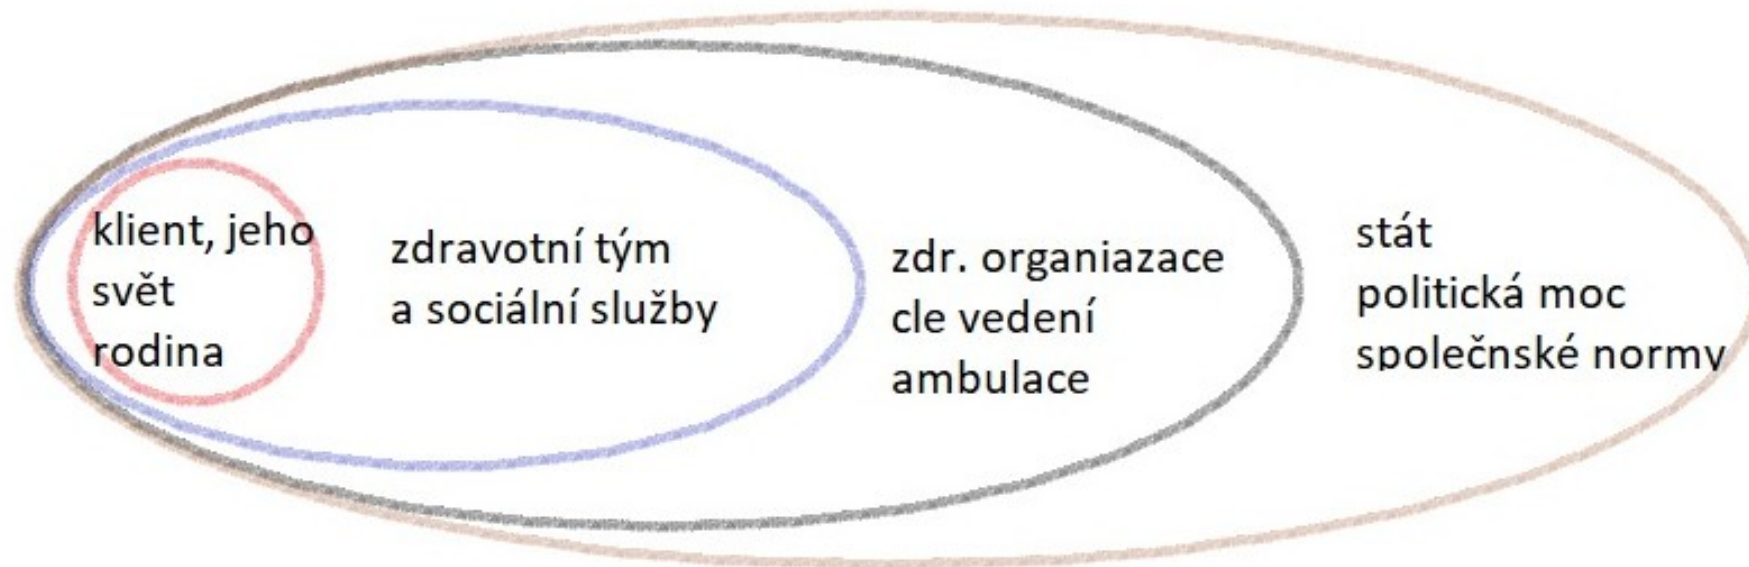 klient, jeho
svět
rodina
zdravotní tým
a sociální služby
zdr. organiazace
cle vedení
ambulace
stát
politická moc
společnské normy